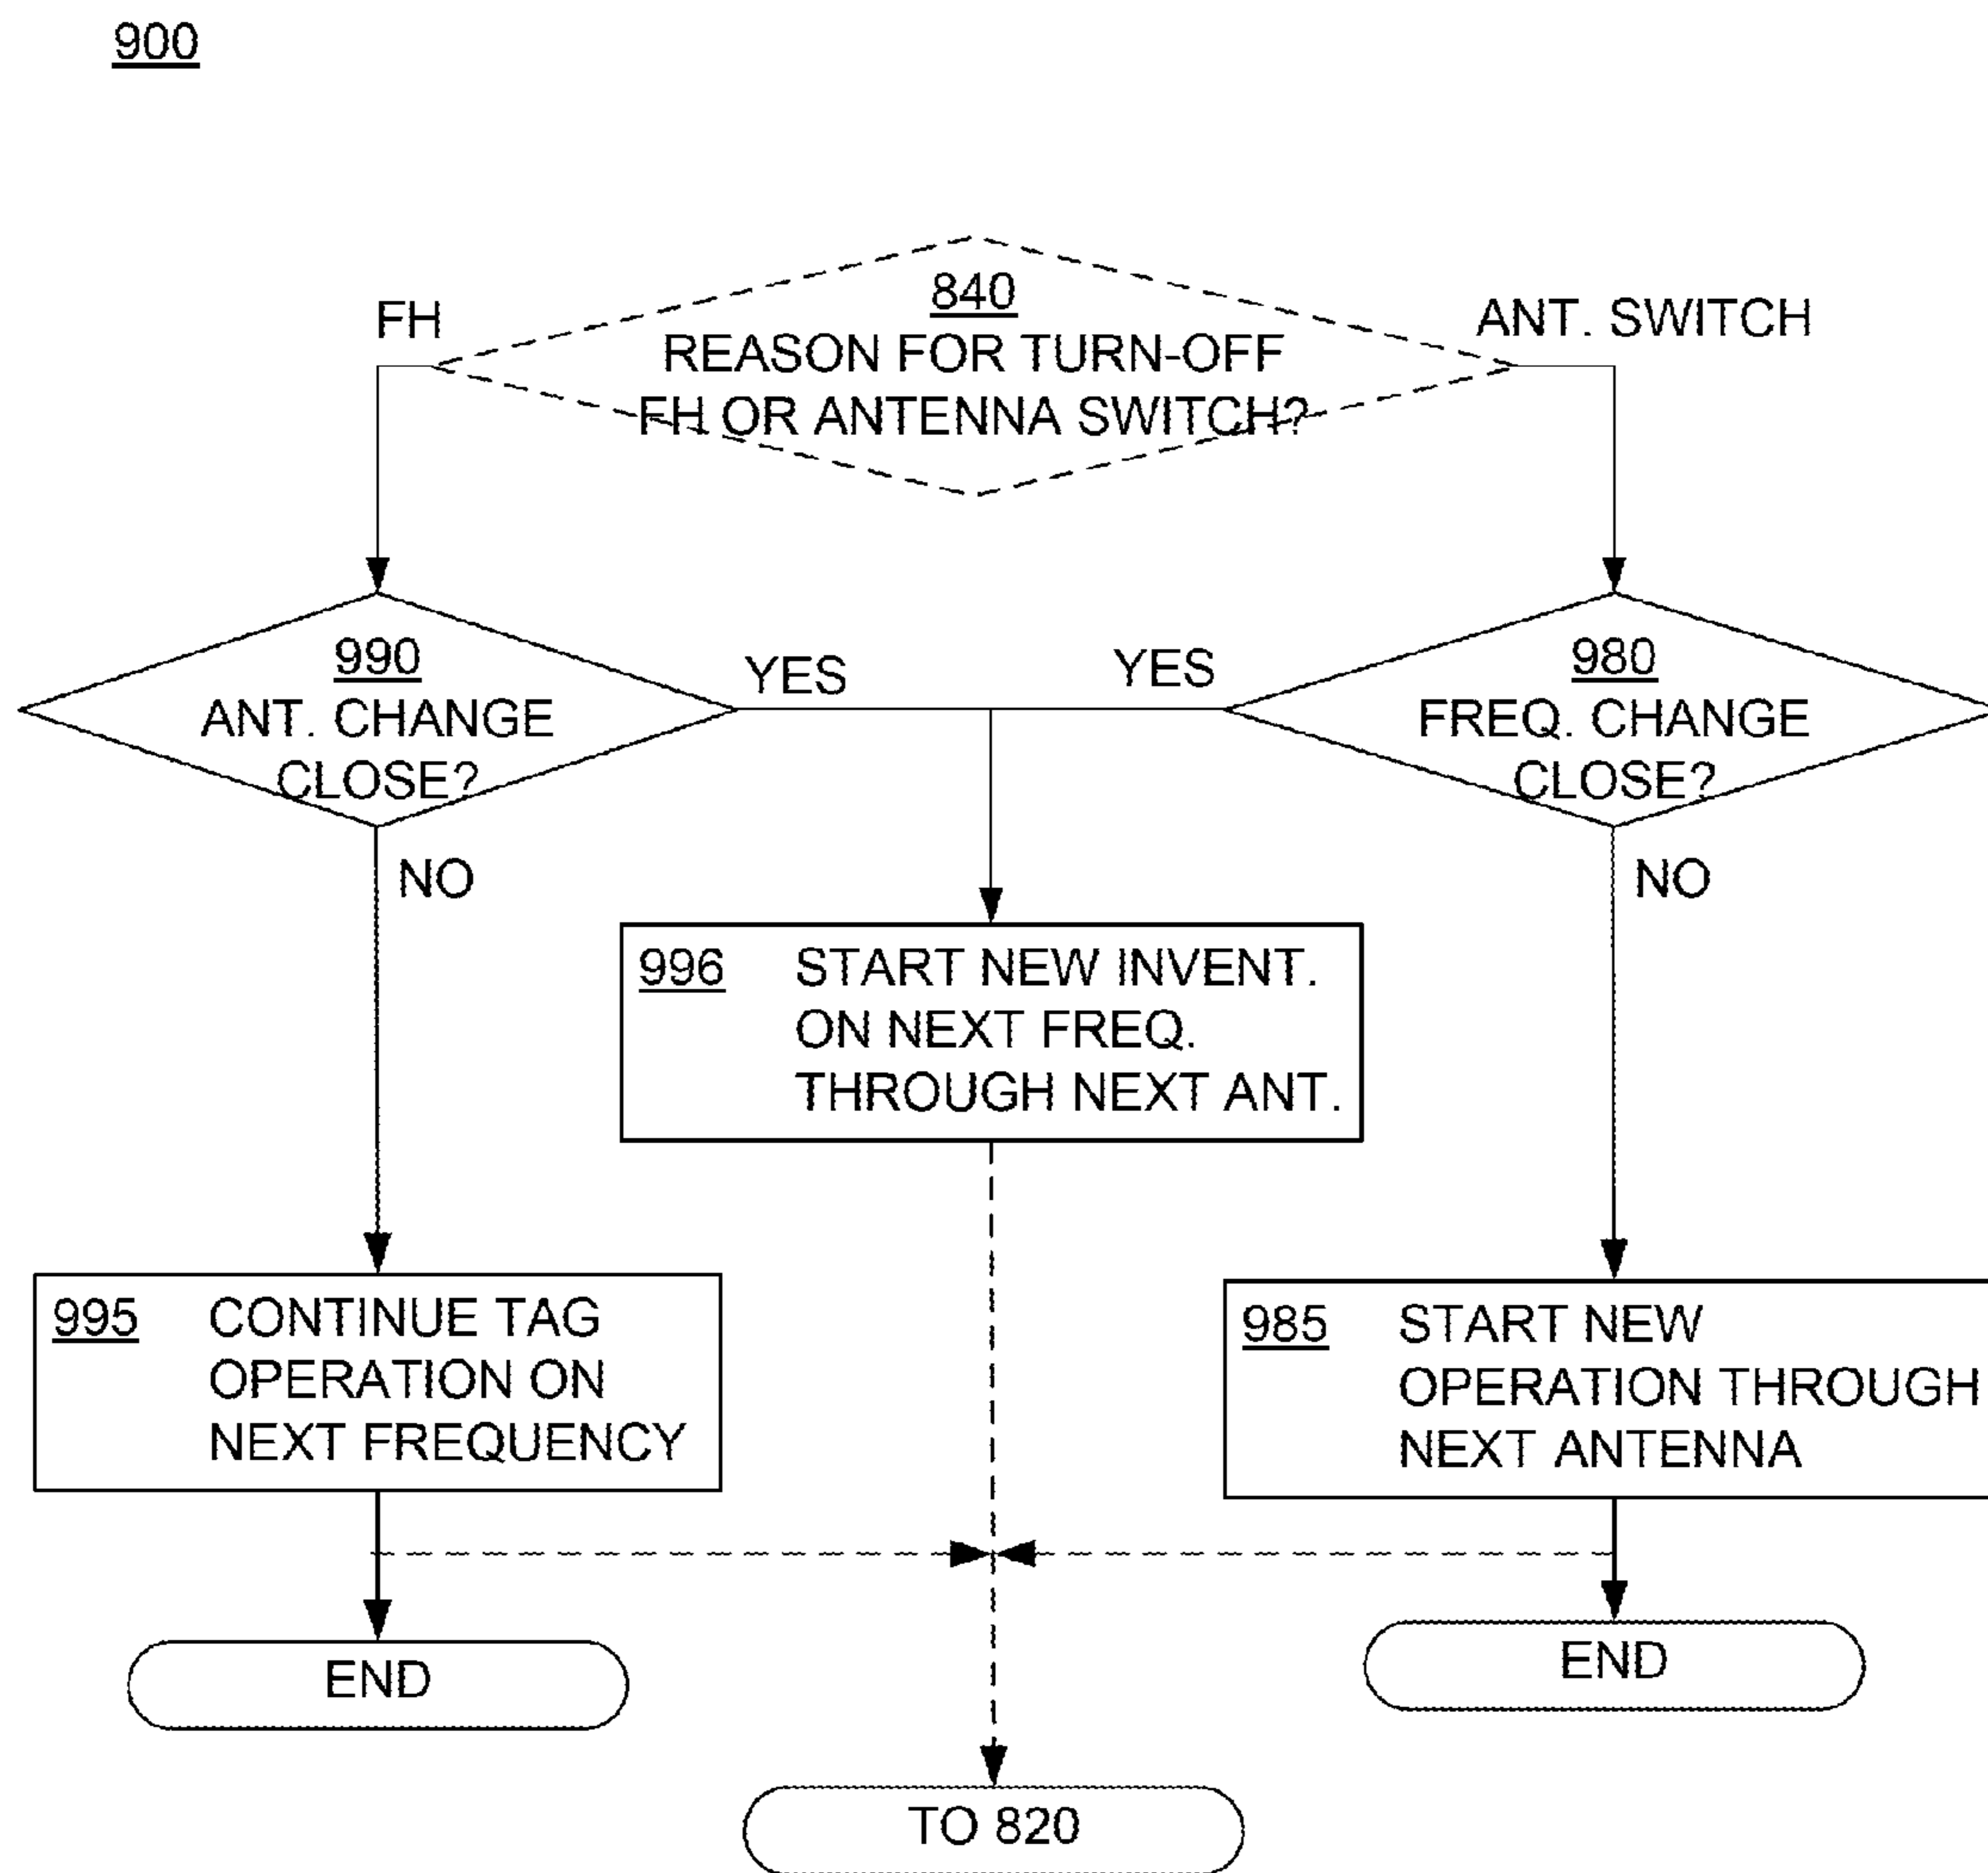 900
840
REASON FOR TURN-OFF
FH OR ANTENNA SWITCH?
FH
ANT. SWITCH
990
ANT. CHANGE
CLOSE?
YES
YES
980
FREQ. CHANGE
CLOSE?
NO
NO
996 START NEW INVENT.
ON NEXT FREQ.
THROUGH NEXT ANT.
995 CONTINUE TAG
OPERATION ON
NEXT FREQUENCY
985 START NEW
OPERATION THROUGH
NEXT ANTENNA
END
END
TO 820